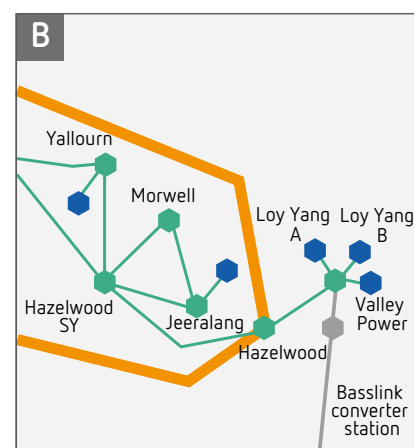 B
Yallourn
Morwell
Loy Yang
A
Loy Yang
B
Hazelwood
SY
Jeeralang
Valley
Power
Hazelwood
Basslink
converter
station